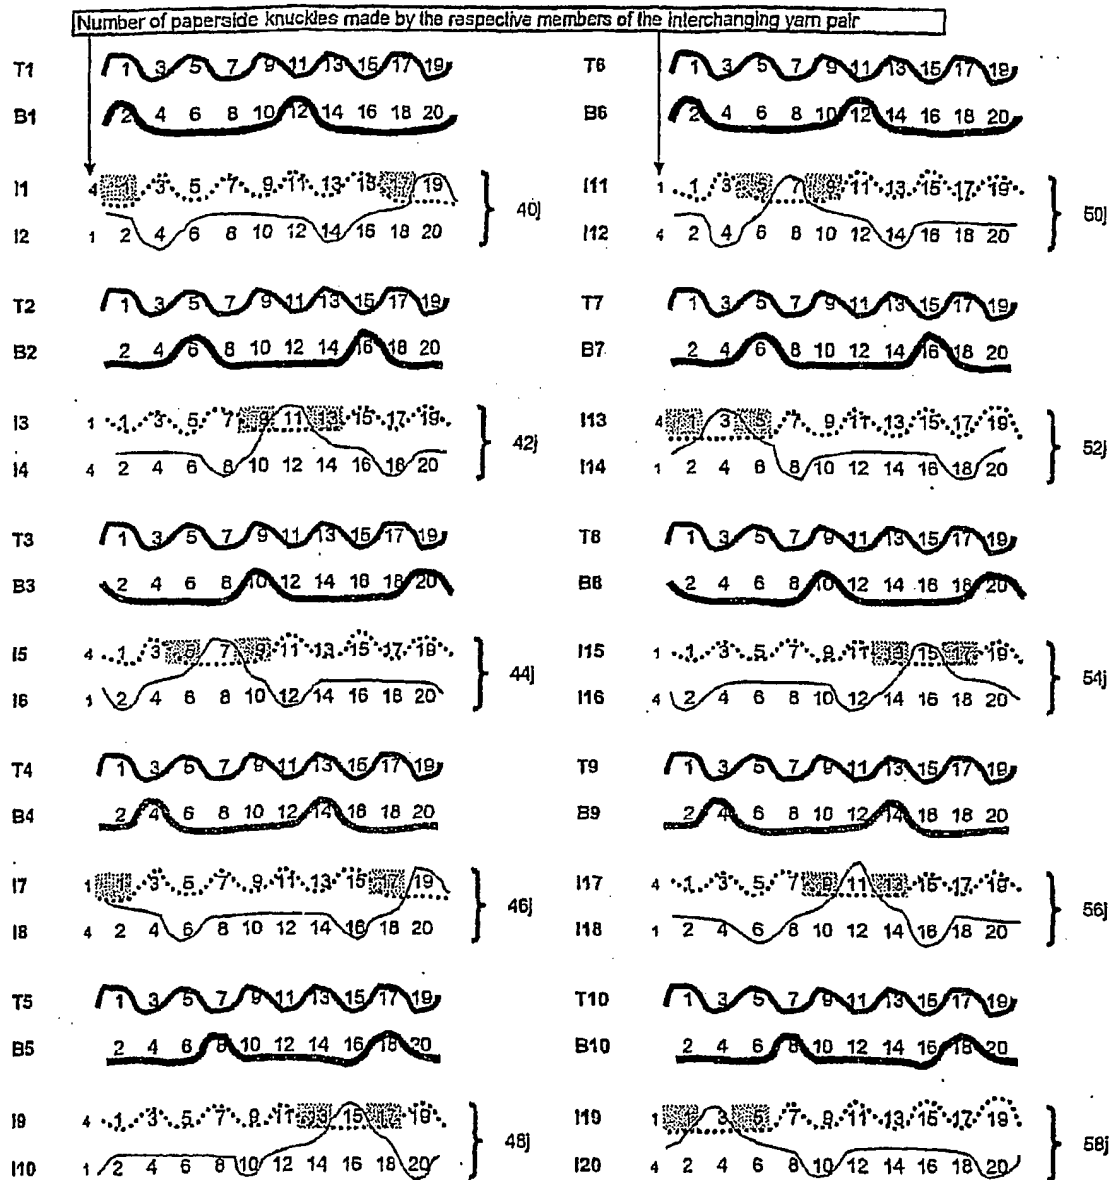 Number of paperside knuckles made by the respective members of the interchanging yarn pair
T1 1 3 5 7 9 11 13 15 17 19
B1 2 4 6 8 10 12 14 16 18 20
I1 4 1 3 5 7 9 11 13 15 17 19
40j
I2 1 2 4 6 8 10 12 14 16 18 20
T2 1 3 5 7 9 11 13 15 17 19
B2 2 4 6 8 10 12 14 16 18 20
I3 1 1 3 5 7 9 11 13 15 17 19
42j
I4 4 2 4 6 8 10 12 14 16 18 20
T3 1 3 5 7 9 11 13 15 17 19
B3 2 4 6 8 10 12 14 16 18 20
I5 4 1 3 5 7 9 11 13 15 17 19
44j
I6 1 2 4 6 8 10 12 14 16 18 20
T4 1 3 5 7 9 11 13 15 17 19
B4 2 4 6 8 10 12 14 16 18 20
I7 1 1 3 5 7 9 11 13 15 17 19
46j
I8 4 2 4 6 8 10 12 14 16 18 20
T5 1 3 5 7 9 11 13 15 17 19
B5 2 4 6 8 10 12 14 16 18 20
I9 4 1 3 5 7 9 11 13 15 17 19
48j
I10 1 2 4 6 8 10 12 14 16 18 20
T6 1 3 5 7 9 11 13 15 17 19
B6 2 4 6 8 10 12 14 16 18 20
I11 1 1 3 5 7 9 11 13 15 17 19
50j
I12 4 2 4 6 8 10 12 14 16 18 20
T7 1 3 5 7 9 11 13 15 17 19
B7 2 4 6 8 10 12 14 16 18 20
I13 4 1 3 5 7 9 11 13 15 17 19
52j
I14 1 2 4 6 8 10 12 14 16 18 20
T8 1 3 5 7 9 11 13 15 17 19
B8 2 4 6 8 10 12 14 16 18 20
I15 1 1 3 5 7 9 11 13 15 17 19
54j
I16 4 2 4 6 8 10 12 14 16 18 20
T9 1 3 5 7 9 11 13 15 17 19
B9 2 4 6 8 10 12 14 16 18 20
I17 4 1 3 5 7 9 11 13 15 17 19
56j
I18 1 2 4 6 8 10 12 14 16 18 20
T10 1 3 5 7 9 11 13 15 17 19
B10 2 4 6 8 10 12 14 16 18 20
I19 1 1 3 5 7 9 11 13 15 17 19
58j
I20 4 2 4 6 8 10 12 14 16 18 20